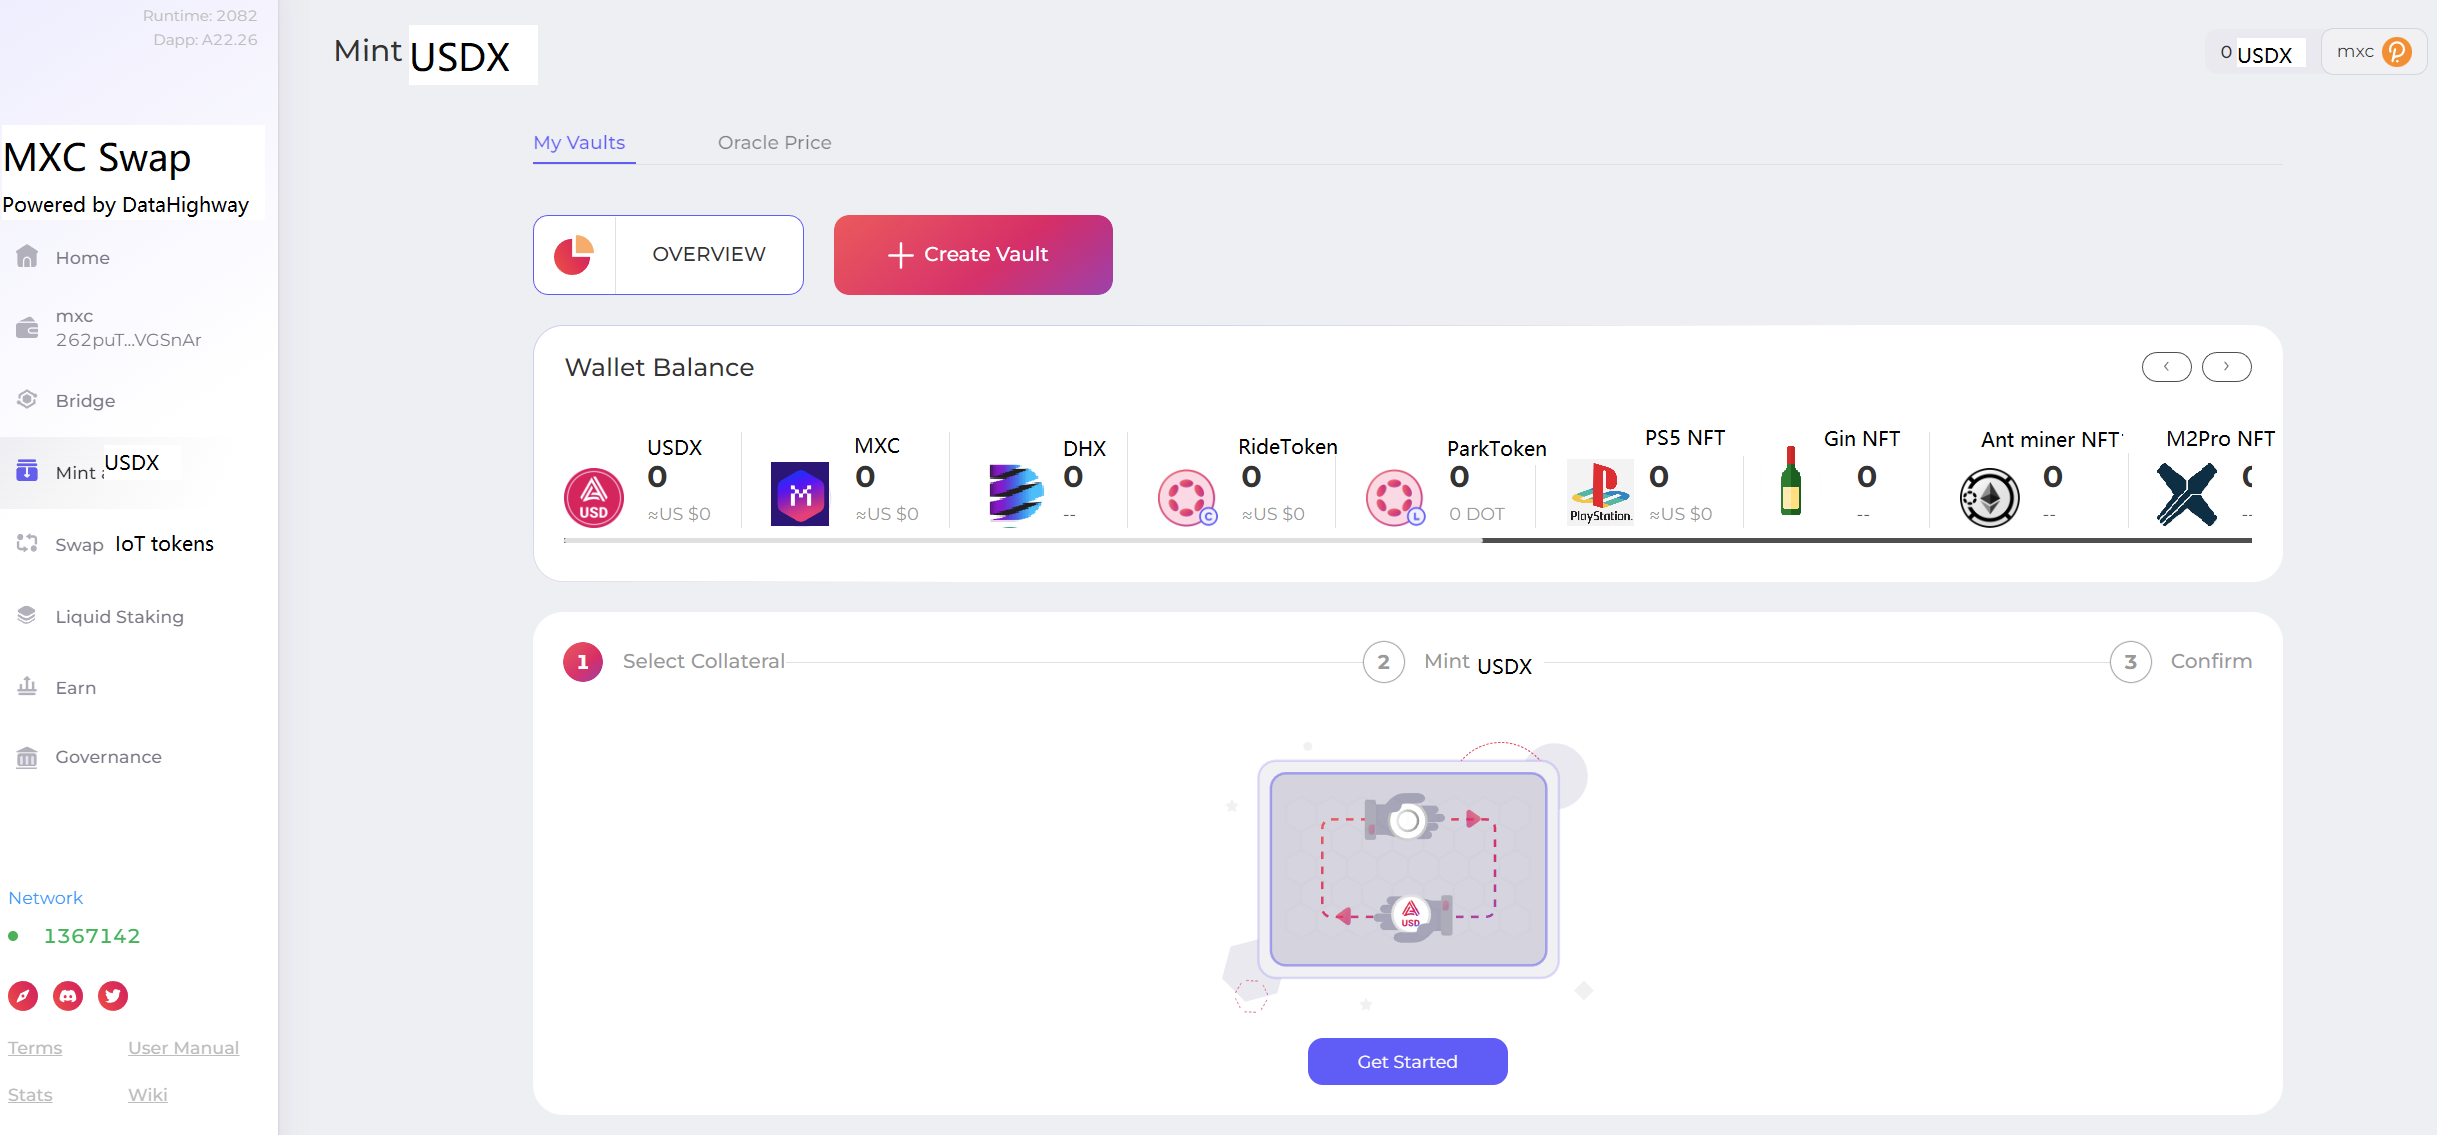 Runtime: 2082
Dapp: A22.26
MXC Swap
Powered by DataHighway
Home
mxc
262puT...VGSnAr
Bridge
Mint USDX
Swap IoT tokens
Liquid Staking
Earn
Governance
Network
1367142
Terms
User Manual
Stats
Wiki
Mint USDX
0 USDX
mxc
My Vaults
Oracle Price
OVERVIEW
Create Vault
Wallet Balance
USD
USDX
0
≈US $0
MXC
0
≈US $0
DHX
0
--
RideToken
0
≈US $0
C
ParkToken
0
0 DOT
L
PS5 NFT
0
≈US $0
PlayStation.
Gin NFT
0
--
Ant miner NFT
0
--
M2Pro NFT
--
1 Select Collateral
2 Mint USDX
3 Confirm
USD
Get Started